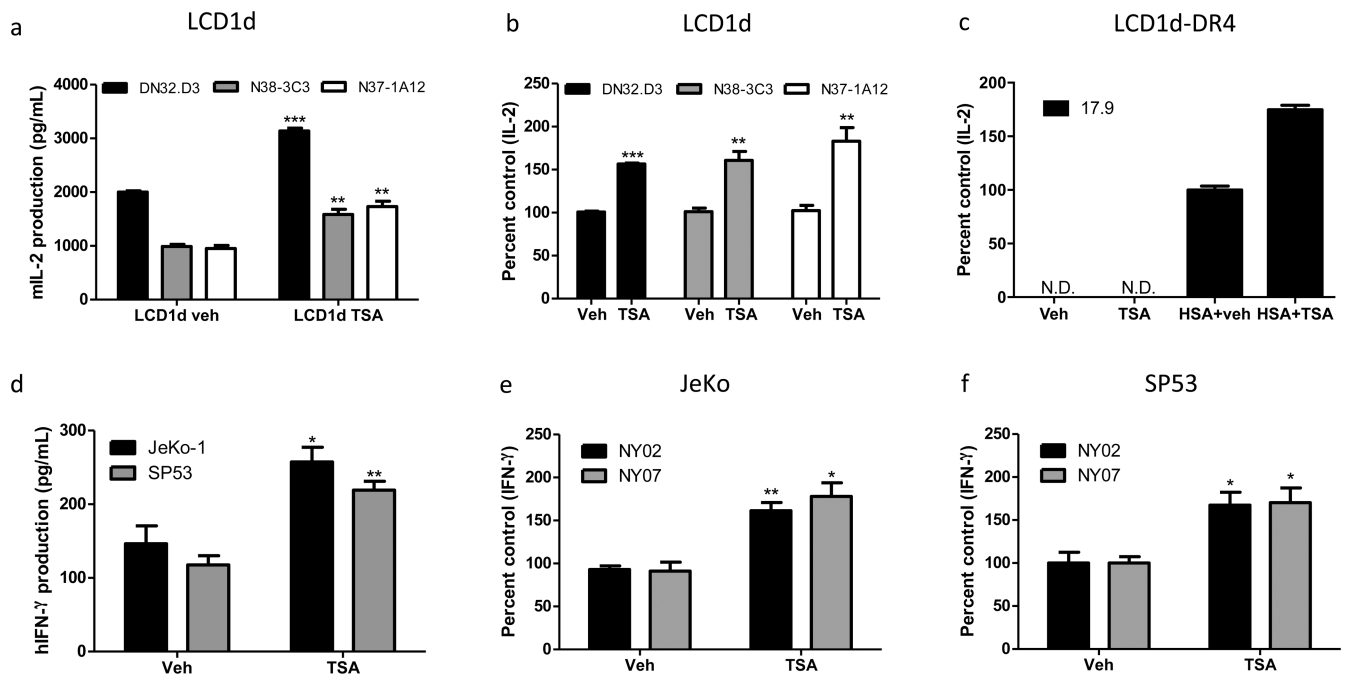 a
LCD1d
mIL-2 production (pg/mL)
4000
3000
2000
1000
0
DN32.D3 N38-3C3 N37-1A12
***
** **
LCD1d veh LCD1d TSA
b
LCD1d
Percent control (IL-2)
250
200
150
100
50
0
DN32.D3 N38-3C3 N37-1A12
*** ** **
Veh TSA Veh TSA Veh TSA
c
LCD1d-DR4
Percent control (IL-2)
200
150
100
50
0
17.9
N.D. N.D.
Veh TSA HSA+veh HSA+TSA
d
hIFN-γ production (pg/mL)
300
200
100
0
JeKo-1
SP53
* **
Veh TSA
e
JeKo
Percent control (IFN-γ)
250
200
150
100
50
0
NY02
NY07
** *
Veh TSA
f
SP53
Percent control (IFN-γ)
250
200
150
100
50
0
NY02
NY07
* *
Veh TSA